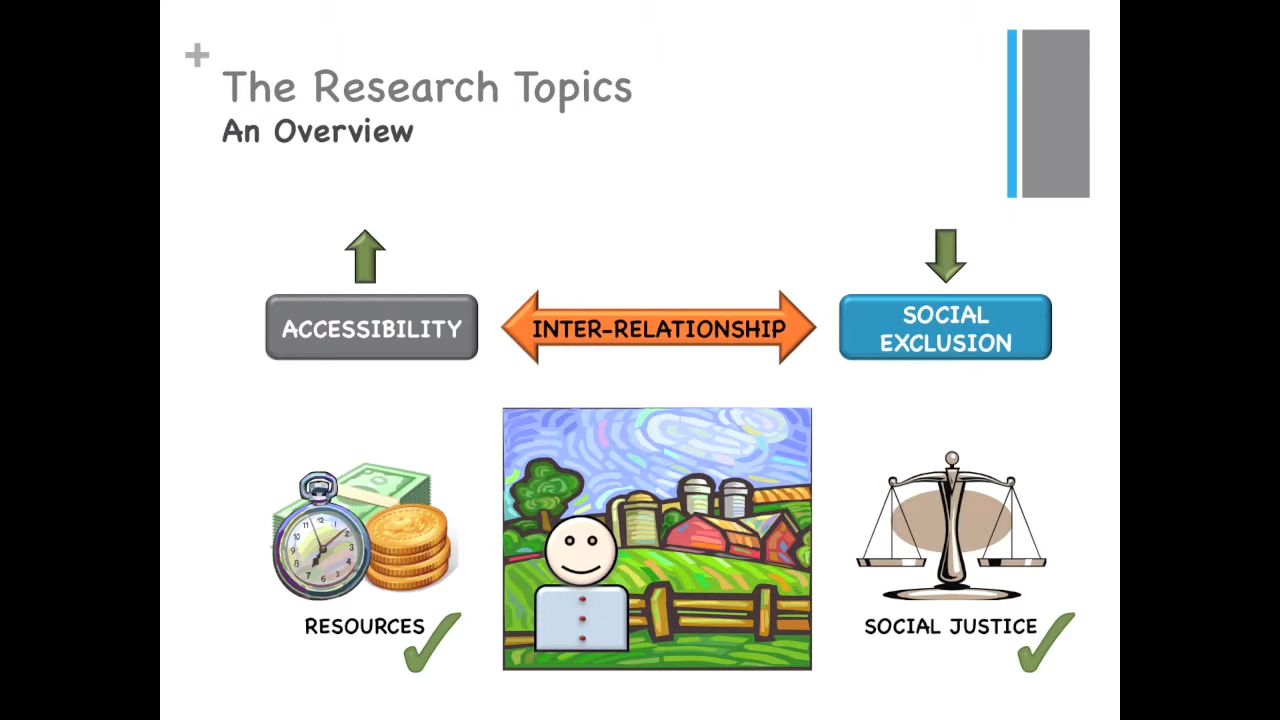 +
The Research Topics
An Overview
ACCESSIBILITY
INTER-RELATIONSHIP
SOCIAL
EXCLUSION
RESOURCES
SOCIAL JUSTICE